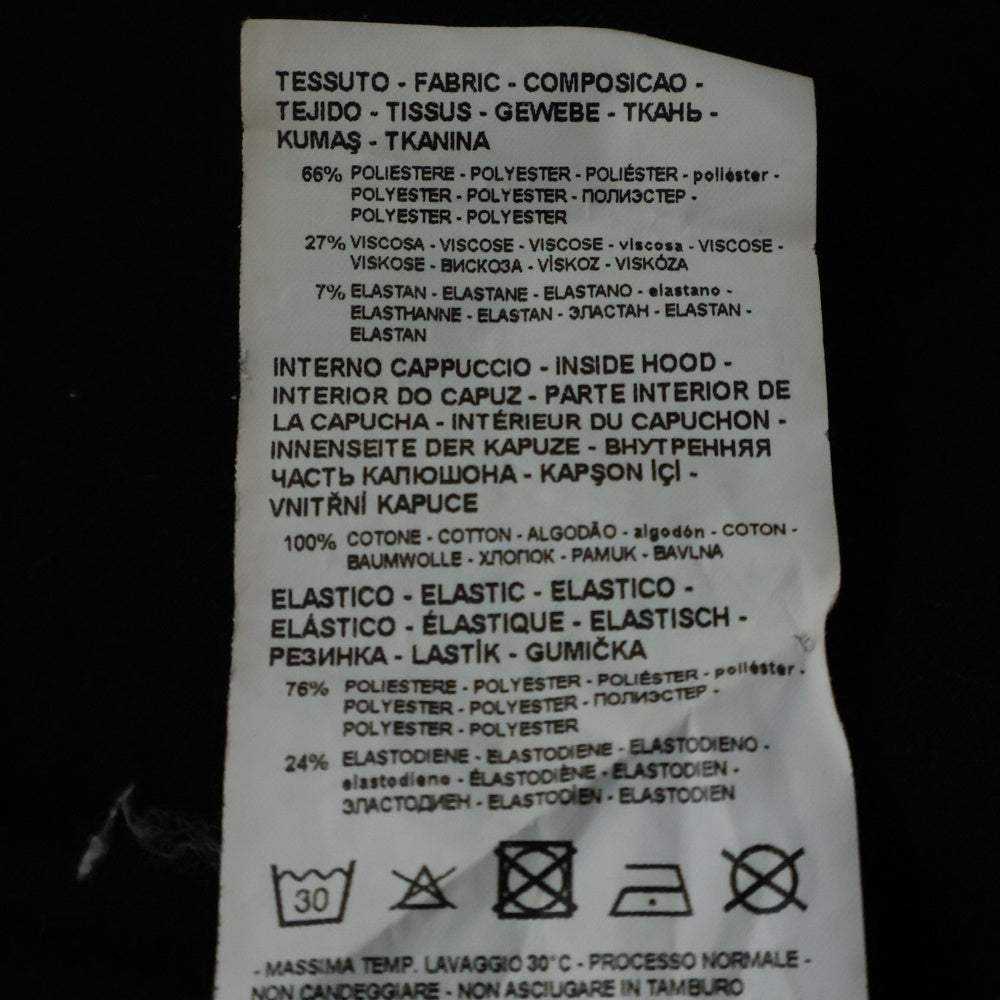 TESSUTO - FABRIC - COMPOSICAO -
TEJIDO - TISSUS - GEWEBE - ТКАНЬ -
KUMAŞ - TKANINA
66% POLIESTERE - POLYESTER - POLIÉSTER - poliéster -
POLYESTER - POLYESTER - ПОЛИЭСТЕР -
POLYESTER - POLYESTER
27% VISCOSA - VISCOSE - VISCOSE - viscosa - VISCOSE -
VISKOSE - ВИСКОЗА - VİSKOZ - VISKÓZA
7% ELASTAN - ELASTANE - ELASTANO - elastano -
ELASTHANNE - ELASTAN - ЭЛАСТАН - ELASTAN -
ELASTAN
INTERNO CAPPUCCIO - INSIDE HOOD -
INTERIOR DO CAPUZ - PARTE INTERIOR DE
LA CAPUCHA - INTÉRIEUR DU CAPUCHON -
INNENSEITE DER KAPUZE - ВНУТРЕННЯЯ
ЧАСТЬ КАПЮШОНА - KAPŞON İÇİ -
VNITŘNÍ KAPUCE
100% COTONE - COTTON - ALGODÃO - algodón - COTON -
BAUMWOLLE - ХЛОПОК - PAMUK - BAVLNA
ELASTICO - ELASTIC - ELASTICO -
ELÁSTICO - ÉLASTIQUE - ELASTISCH -
РЕЗИНКА - LASTİK - GUMIČKA
76% POLIESTERE - POLYESTER - POLIÉSTER - poliéster -
POLYESTER - POLYESTER - ПОЛИЭСТЕР -
POLYESTER - POLYESTER
24% ELASTODIENE - ELASTODIENE - ELASTODIENO -
elastodieno - ÉLASTODIÈNE - ELASTODIEN -
ЭЛАСТОДИЕН - ELASTODİEN - ELASTODIEN
30
- MASSIMA TEMP. LAVAGGIO 30°C - PROCESSO NORMALE -
NON CANDEGGIARE - NON ASCIUGARE IN TAMBURO